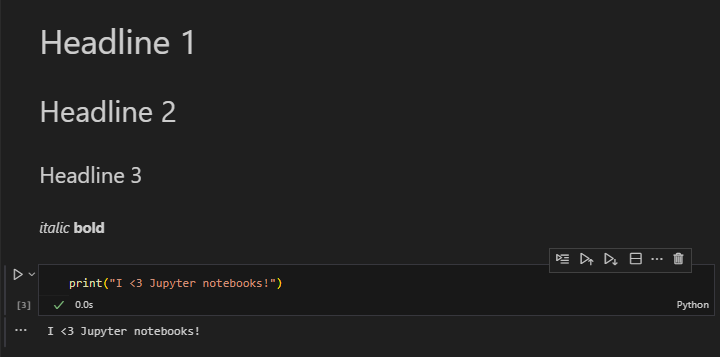 Headline 1
Headline 2
Headline 3
italic bold
print("I <3 Jupyter notebooks!")
[3] 0.0s Python
I <3 Jupyter notebooks!